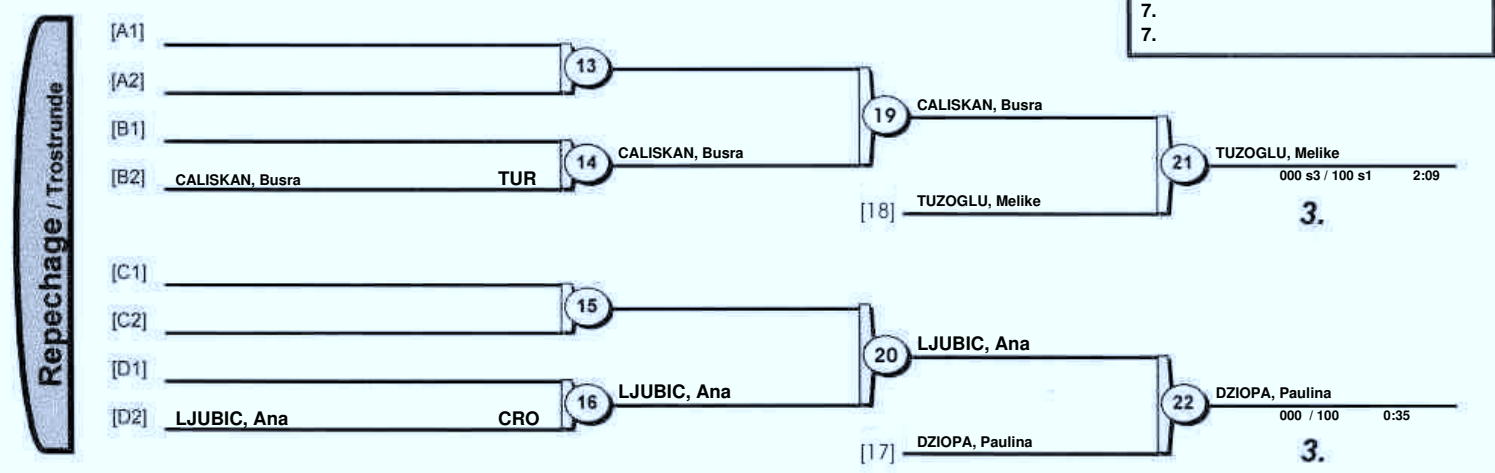 7.
7.
Repechage / Trostrunde
[A1]
13
[A2]
19
CALISKAN, Busra
[B1]
14
CALISKAN, Busra
21
TUZOGLU, Melike
[B2]
CALISKAN, Busra TUR
000 s3 / 100 s1 2:09
[18]
TUZOGLU, Melike
3.
[C1]
15
[C2]
20
LJUBIC, Ana
[D1]
16
LJUBIC, Ana
22
DZIOPA, Paulina
[D2]
LJUBIC, Ana CRO
000 / 100 0:35
[17]
DZIOPA, Paulina
3.